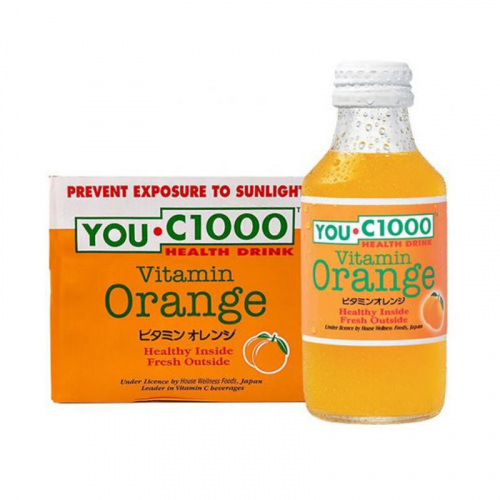 PREVENT EXPOSURE TO SUNLIGHT
YOU·C1000
HEALTH DRINK
Vitamin
Orange
ビタミン オレンジ
Healthy Inside
Fresh Outside
Under Licence by House Wellness Foods, Japan
Leader in Vitamin C beverages
YOU·C1000
HEALTH DRINK
Vitamin
Orange
ビタミンオレンジ
Healthy Inside
Fresh Outside
Under Licence by House Wellness Foods, Japan